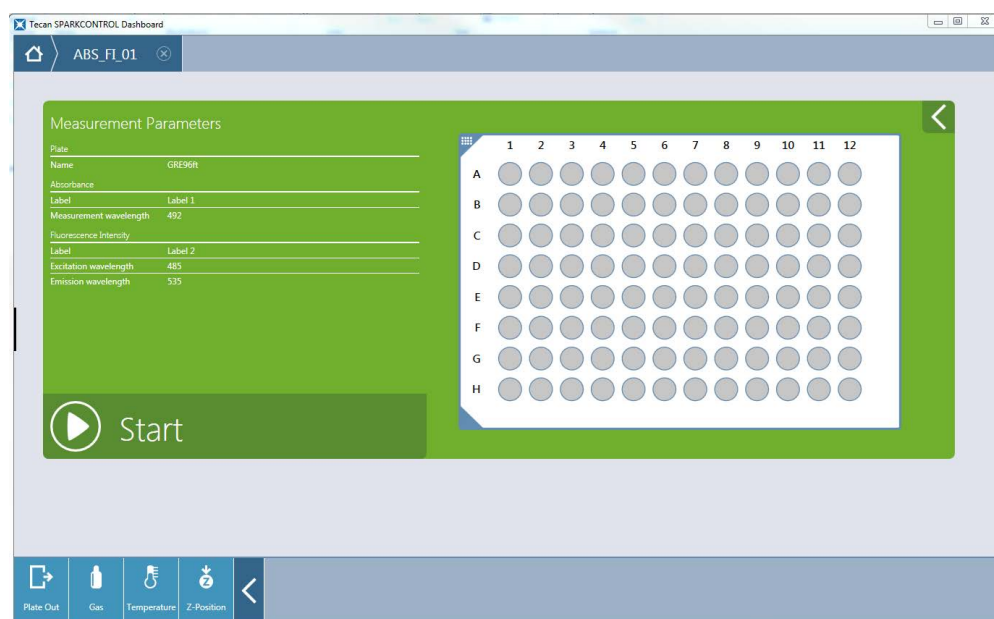 Tecan SPARKCONTROL Dashboard
ABS_FI_01
Measurement Parameters
Plate
Name GRE96ft
Absorbance
Label Label 1
Measurement wavelength 492
Fluorescence Intensity
Label Label 2
Excitation wavelength 485
Emission wavelength 535
Start
1 2 3 4 5 6 7 8 9 10 11 12
A
B
C
D
E
F
G
H
Plate Out Gas Temperature Z-Position
Z